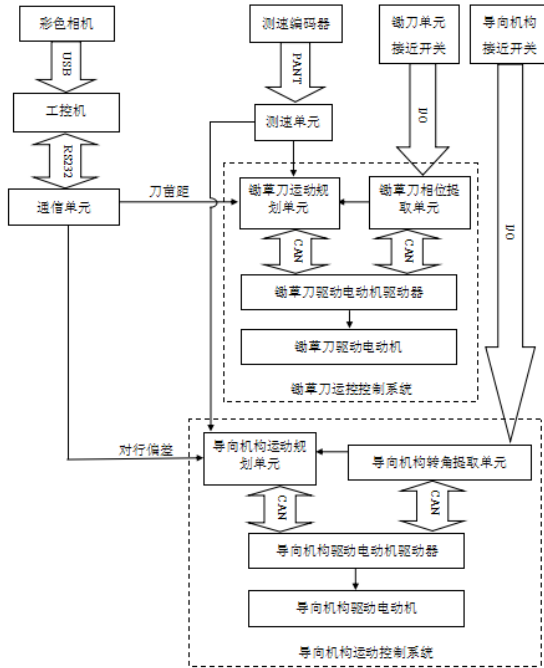 彩色相机
测速编码器
锄刀单元
接近开关
导向机构
接近开关
USB
PANT
I/O
I/O
工控机
测速单元
RS232
通信单元
刀苗距
锄草刀运动规
划单元
锄草刀相位提
取单元
CAN
CAN
锄草刀驱动电动机驱动器
锄草刀驱动电动机
锄草刀运控控制系统
对行偏差
导向机构运动规
划单元
导向机构转角提取单元
CAN
CAN
导向机构驱动电动机驱动器
导向机构驱动电动机
导向机构运动控制系统